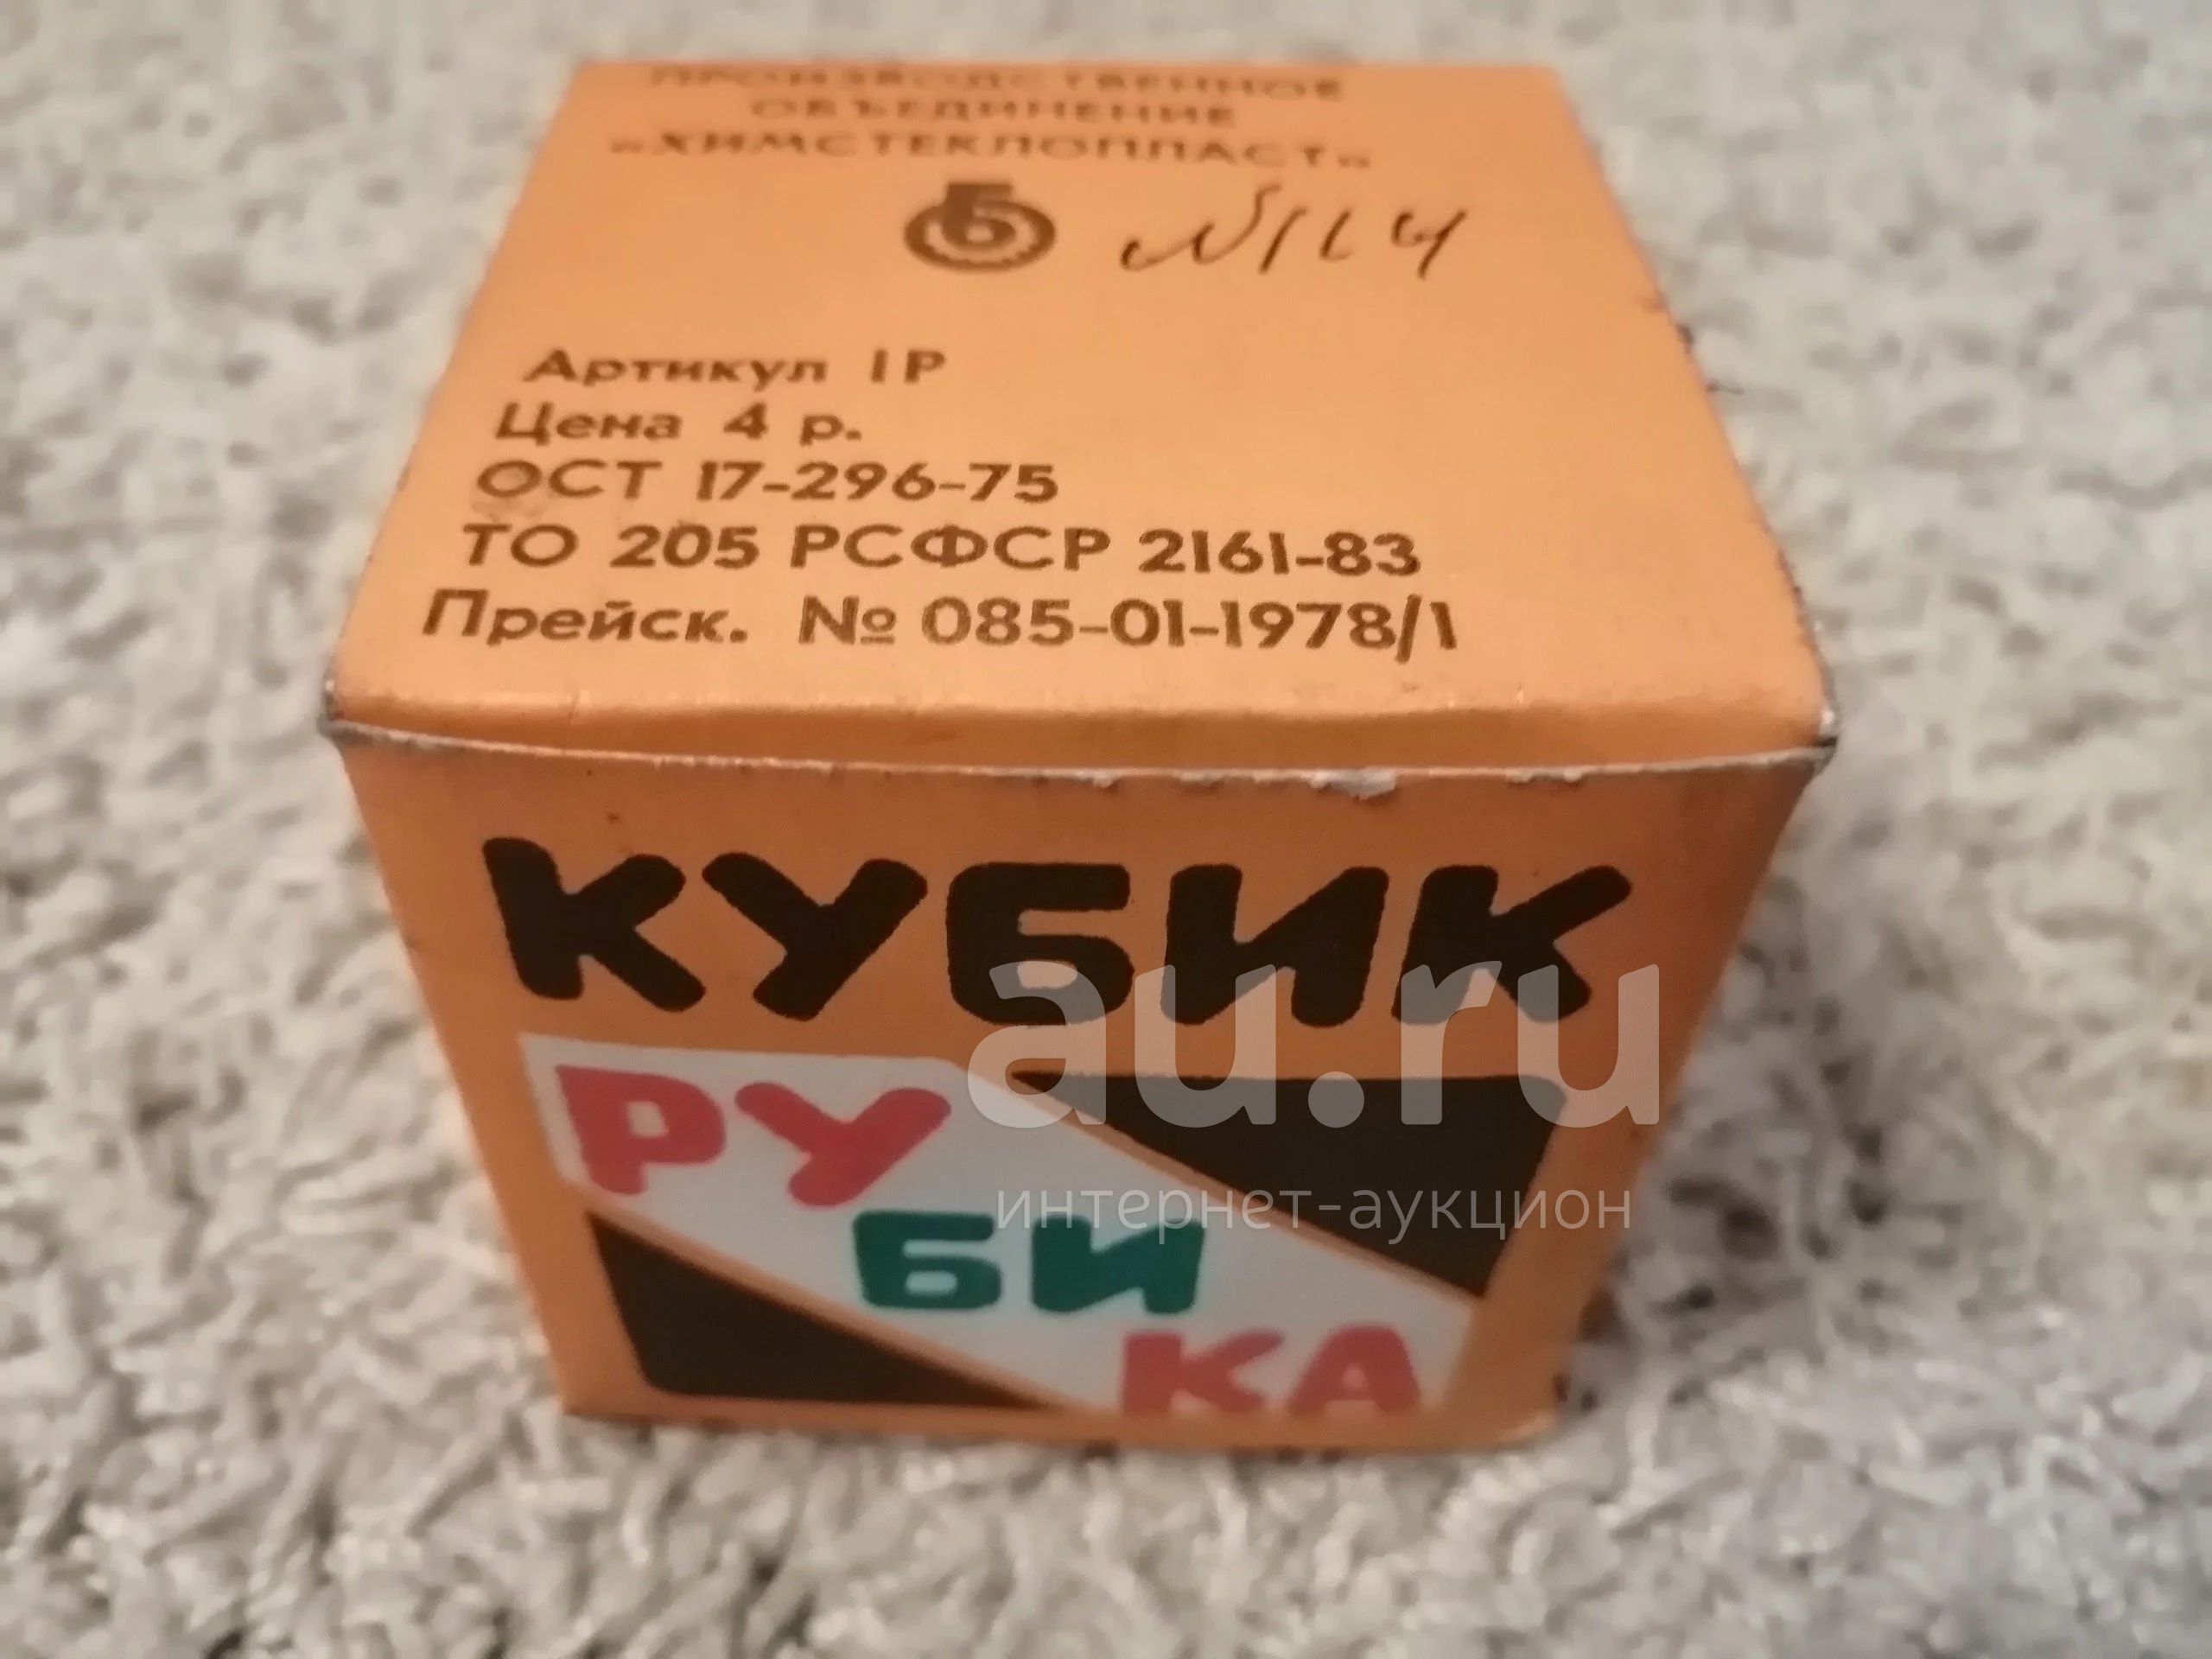 ПРОИЗВОДСТВЕННОЕ
ОБЪЕДИНЕНИЕ
«ХИМСТЕКЛОПЛАСТ»
Артикул 1Р
Цена 4 р.
ОСТ 17-296-75
ТО 205 РСФСР 2161-83
Прейск. № 085-01-1978/1
КУБИК
РУ
БИ
КА
au.ru
интернет-аукцион